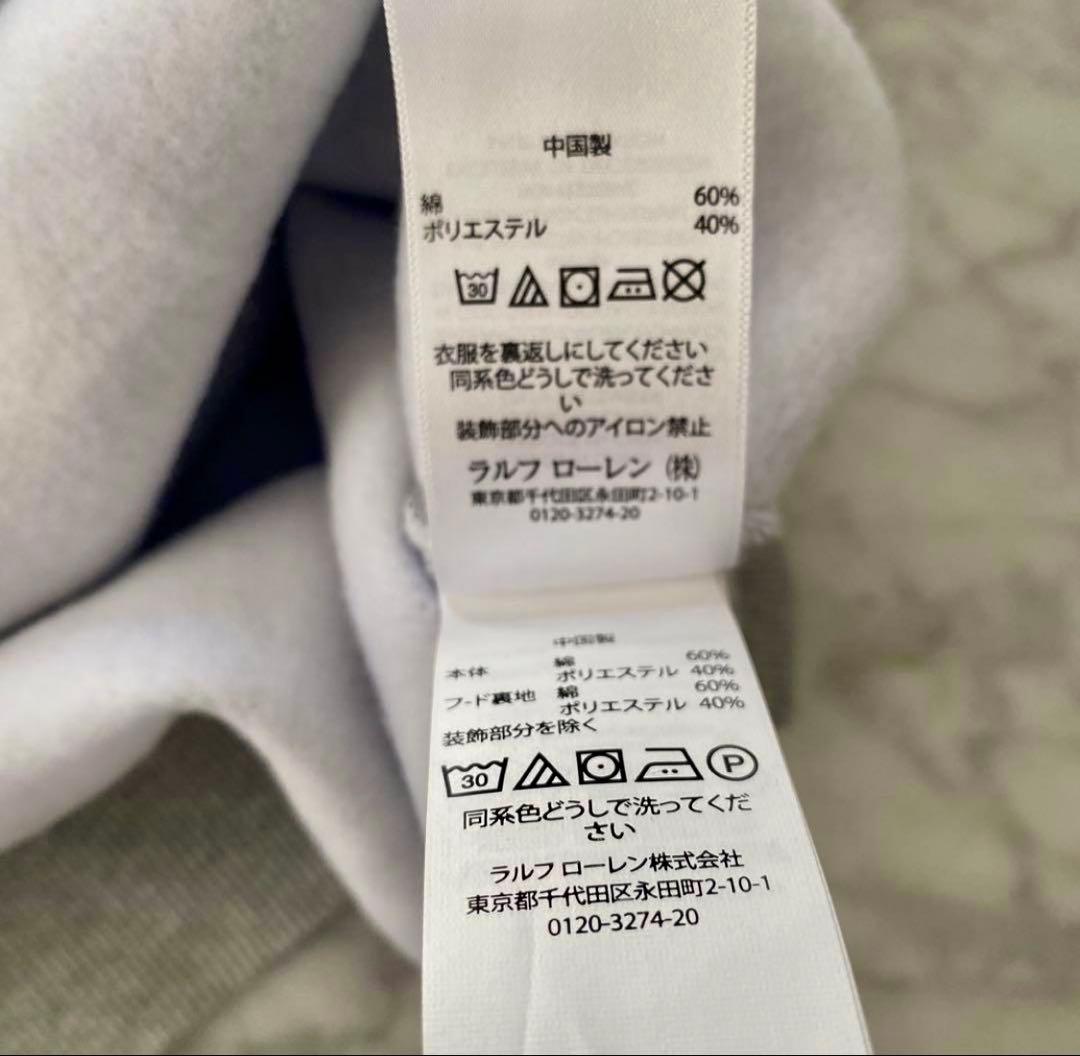 中国製
綿 60%
ポリエステル 40%
30
衣服を裏返しにしてください
同系色どうしで洗ってくださ
い
装飾部分へのアイロン禁止
ラルフ ローレン (株)
東京都千代田区永田町2-10-1
0120-3274-20
中国製
本体 綿 60%
ポリエステル 40%
フード裏地 綿 60%
ポリエステル 40%
装飾部分を除く
30 P
同系色どうしで洗ってくだ
さい
ラルフ ローレン株式会社
東京都千代田区永田町2-10-1
0120-3274-20